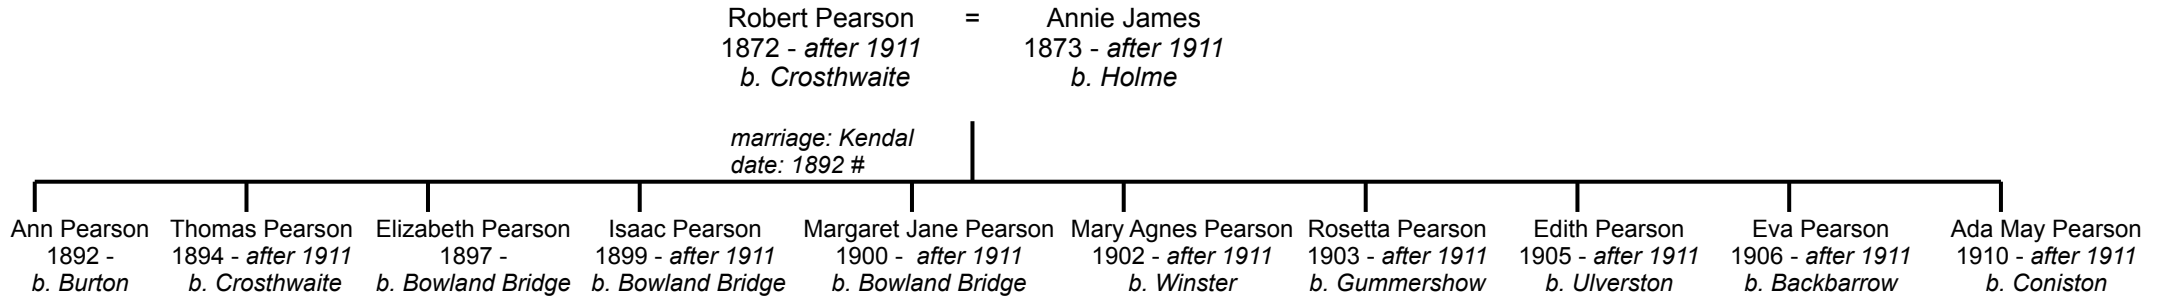 Robert Pearson = Annie James
1872 - after 1911 1873 - after 1911
b. Crosthwaite b. Holme
marriage: Kendal
date: 1892 #
Ann Pearson Thomas Pearson Elizabeth Pearson Isaac Pearson Margaret Jane Pearson Mary Agnes Pearson Rosetta Pearson Edith Pearson Eva Pearson Ada May Pearson
1892 - 1894 - after 1911 1897 - 1899 - after 1911 1900 - after 1911 1902 - after 1911 1903 - after 1911 1905 - after 1911 1906 - after 1911 1910 - after 1911
b. Burton b. Crosthwaite b. Bowland Bridge b. Bowland Bridge b. Bowland Bridge b. Winster b. Gummershow b. Ulverston b. Backbarrow b. Coniston